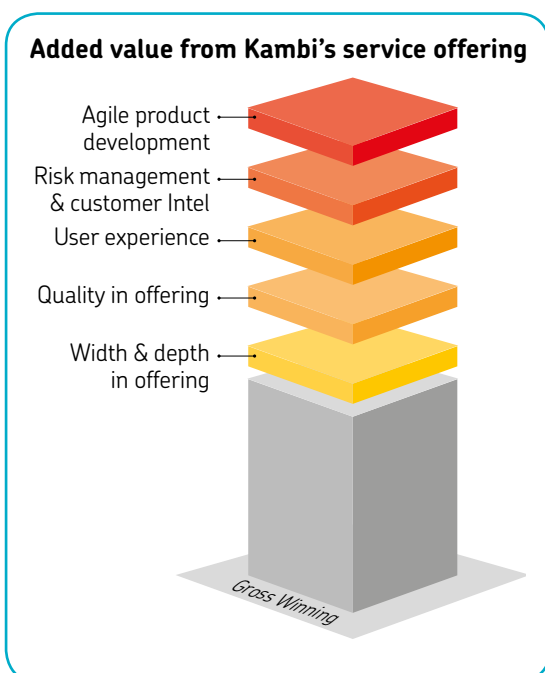 Added value from Kambi’s service offering
Agile product
development
Risk management
& customer Intel
User experience
Quality in offering
Width & depth
in offering
Gross Winning